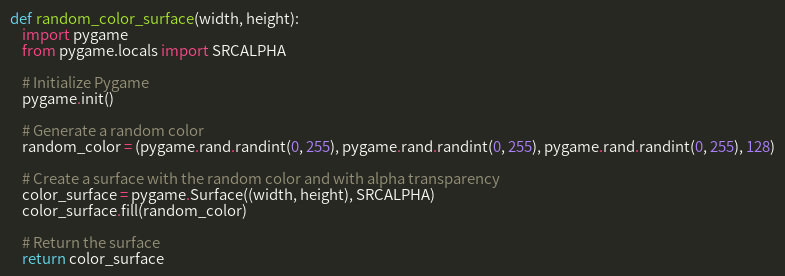 def random_color_surface(width, height):
    import pygame
    from pygame.locals import SRCALPHA

    # Initialize Pygame
    pygame.init()

    # Generate a random color
    random_color = (pygame.rand.randint(0, 255), pygame.rand.randint(0, 255), pygame.rand.randint(0, 255), 128)

    # Create a surface with the random color and with alpha transparency
    color_surface = pygame.Surface((width, height), SRCALPHA)
    color_surface.fill(random_color)

    # Return the surface
    return color_surface